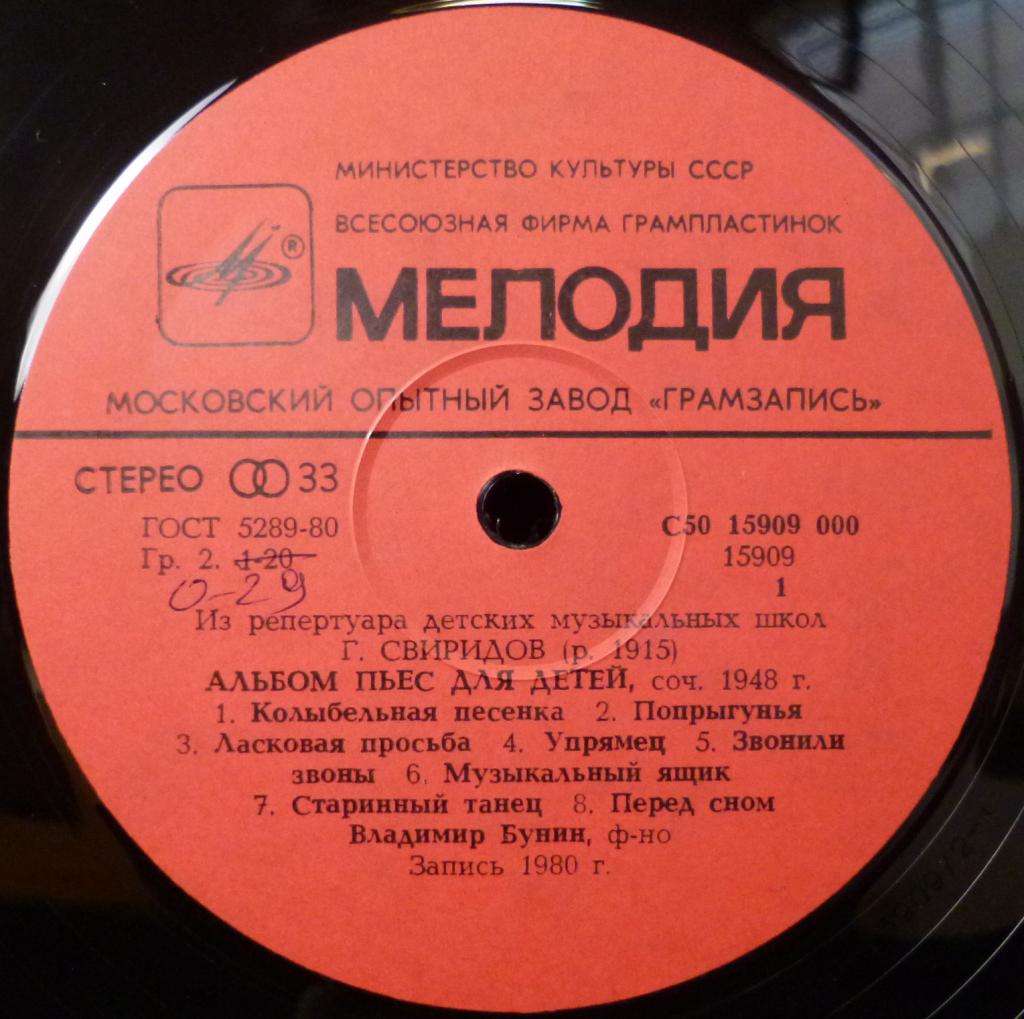 МИНИСТЕРСТВО КУЛЬТУРЫ СССР
ВСЕСОЮЗНАЯ ФИРМА ГРАМПЛАСТИНОК
®
МЕЛОДИЯ
МОСКОВСКИЙ ОПЫТНЫЙ ЗАВОД «ГРАМЗАПИСЬ»
СТЕРЕО 33
ГОСТ 5289-80
Гр. 2. 1-20
0-29
С50 15909 000
15909
1
Из репертуара детских музыкальных школ
Г. СВИРИДОВ (р. 1915)
АЛЬБОМ ПЬЕС ДЛЯ ДЕТЕЙ, соч. 1948 г.
1. Колыбельная песенка 2. Попрыгунья
3. Ласковая просьба 4. Упрямец 5. Звонили
звоны 6. Музыкальный ящик
7. Старинный танец 8. Перед сном
Владимир Бунин, ф-но
Запись 1980 г.